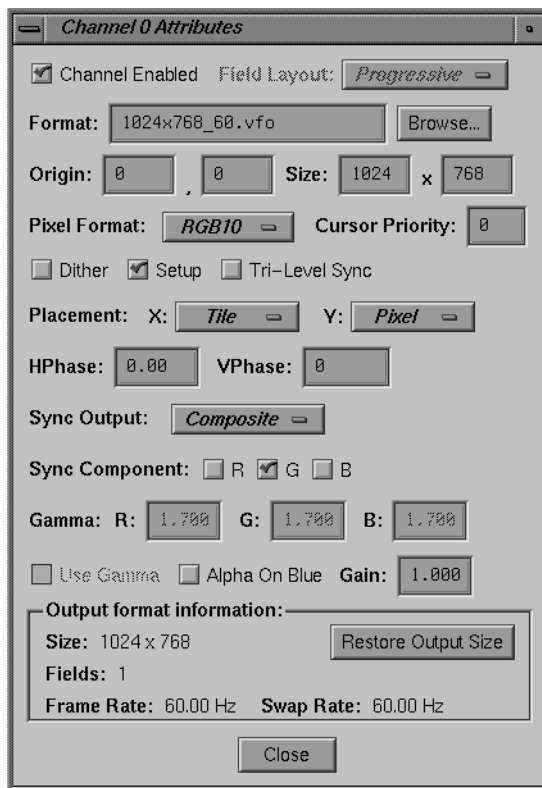 Channel 0 Attributes
Channel Enabled Field Layout: Progressive
Format: 1024x768_60.vfo Browse...
Origin: 0 , 0 Size: 1024 x 768
Pixel Format: RGB10 Cursor Priority: 0
Dither Setup Tri-Level Sync
Placement: X: Tile Y: Pixel
HPhase: 0.00 VPhase: 0
Sync Output: Composite
Sync Component: R G B
Gamma: R: 1.700 G: 1.700 B: 1.700
Use Gamma Alpha On Blue Gain: 1.000
Output format information:
Size: 1024 x 768 Restore Output Size
Fields: 1
Frame Rate: 60.00 Hz Swap Rate: 60.00 Hz
Close